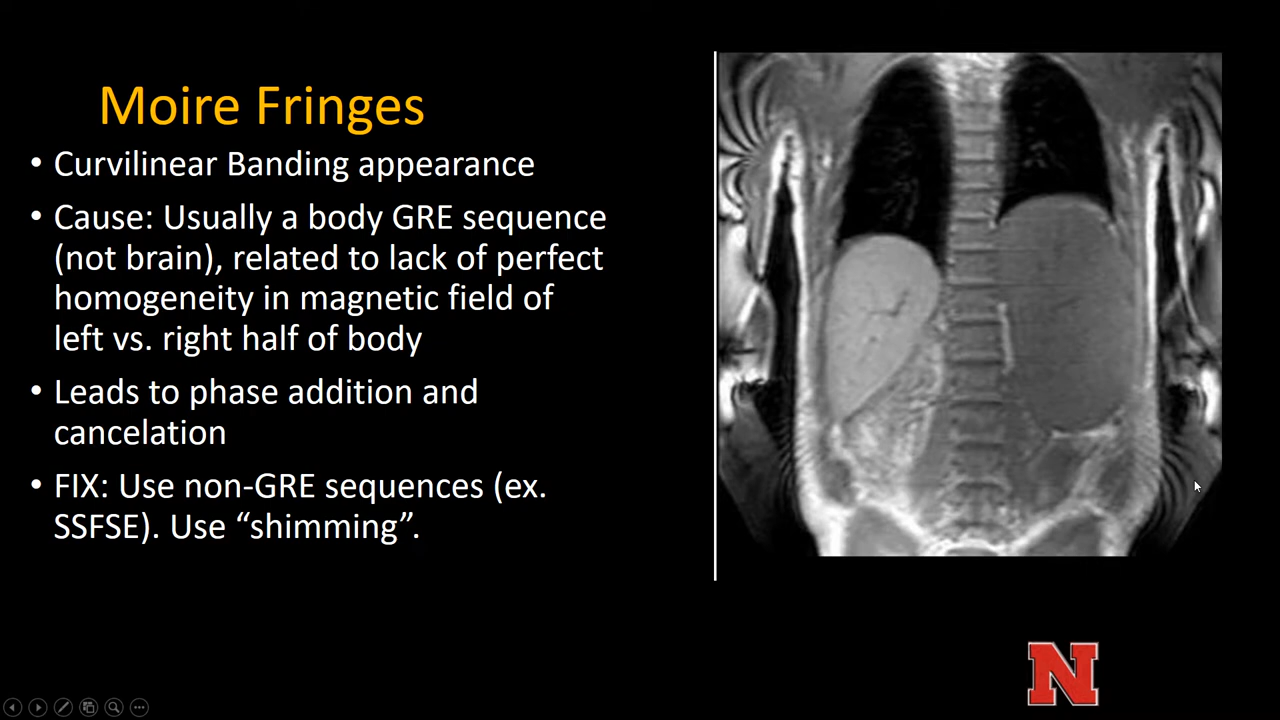 Moire Fringes
• Curvilinear Banding appearance
• Cause: Usually a body GRE sequence
(not brain), related to lack of perfect
homogeneity in magnetic field of
left vs. right half of body
• Leads to phase addition and
cancelation
• FIX: Use non-GRE sequences (ex.
SSFSE). Use “shimming”.
N